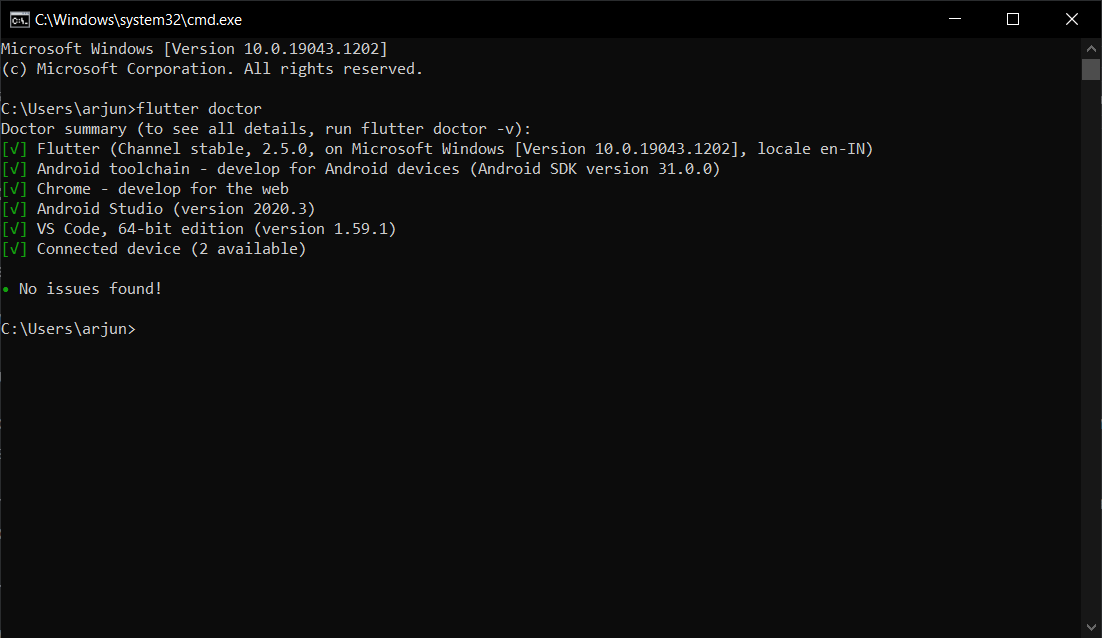 C:\Windows\system32\cmd.exe
Microsoft Windows [Version 10.0.19043.1202]
(c) Microsoft Corporation. All rights reserved.
C:\Users\arjun>flutter doctor
Doctor summary (to see all details, run flutter doctor -v):
[√] Flutter (Channel stable, 2.5.0, on Microsoft Windows [Version 10.0.19043.1202], locale en-IN)
[√] Android toolchain - develop for Android devices (Android SDK version 31.0.0)
[√] Chrome - develop for the web
[√] Android Studio (version 2020.3)
[√] VS Code, 64-bit edition (version 1.59.1)
[√] Connected device (2 available)
• No issues found!
C:\Users\arjun>